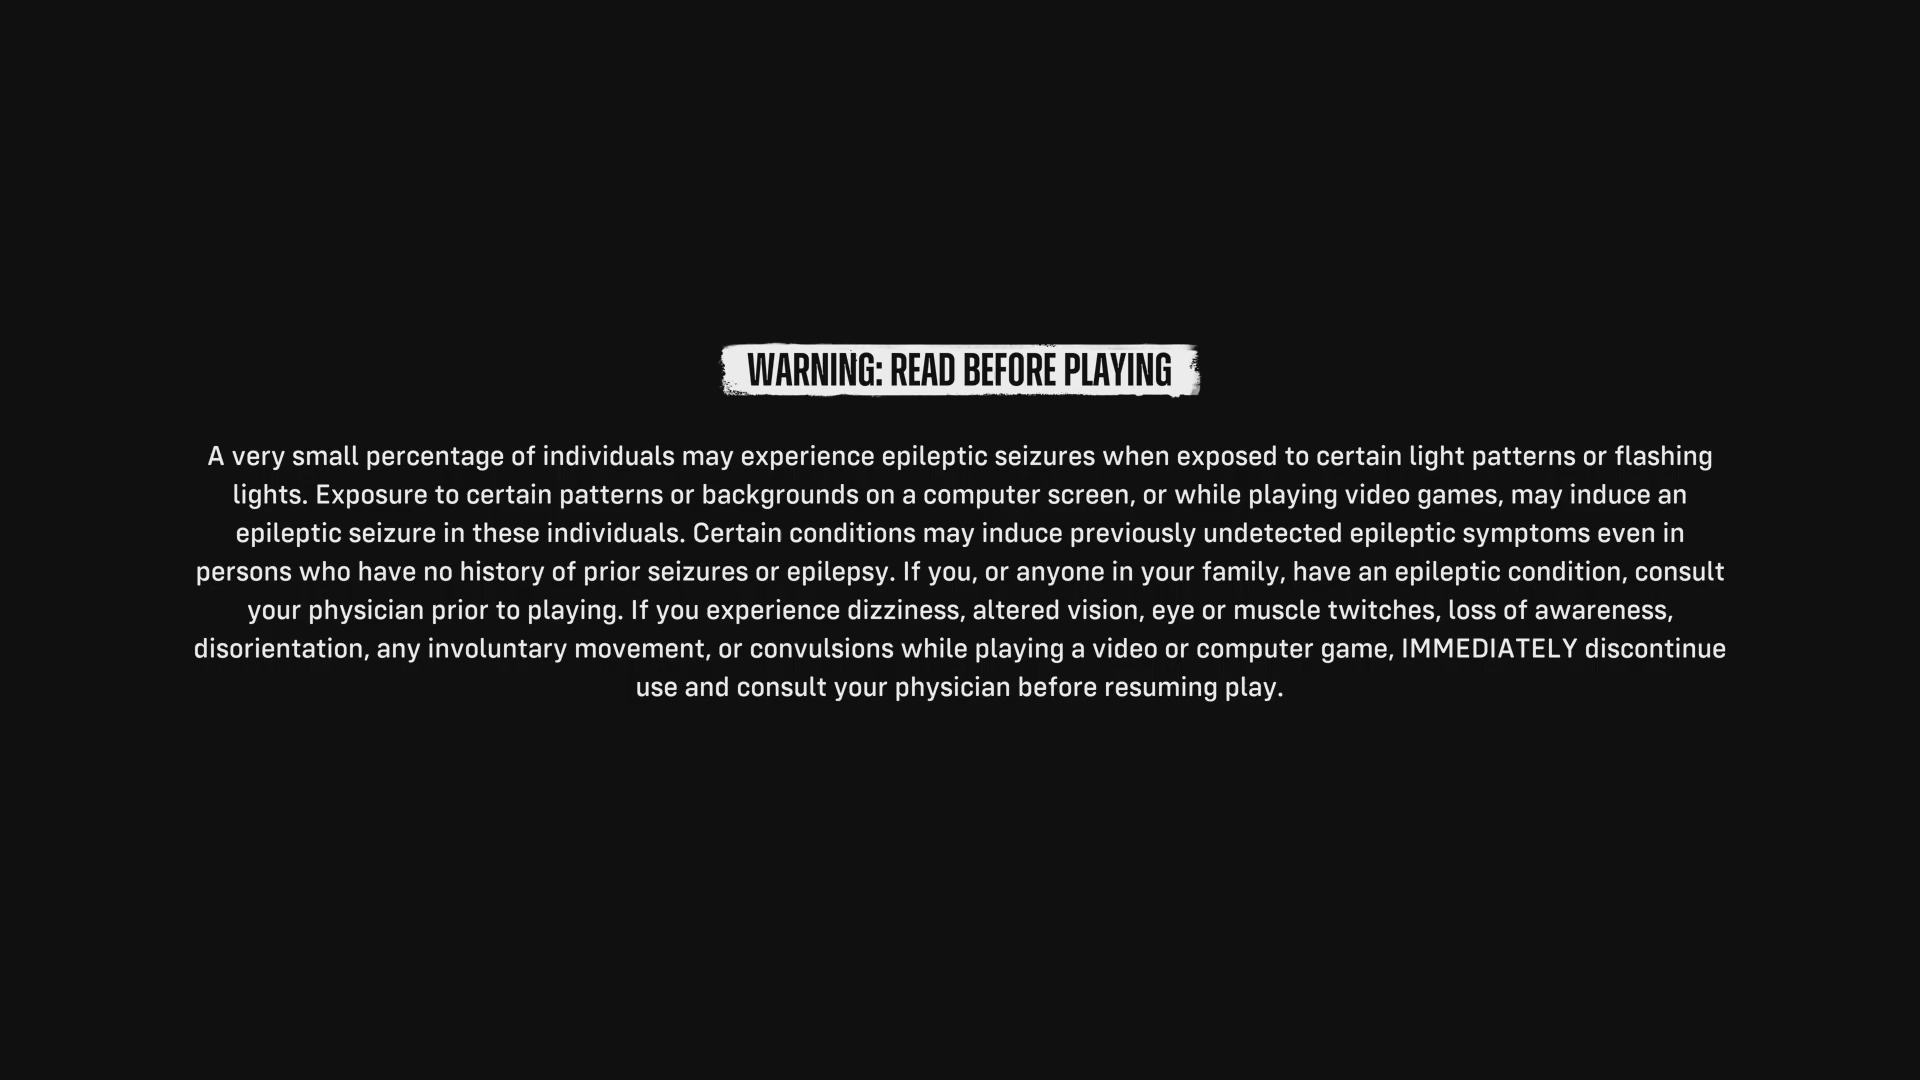 WARNING: READ BEFORE PLAYING
A very small percentage of individuals may experience epileptic seizures when exposed to certain light patterns or flashing
lights. Exposure to certain patterns or backgrounds on a computer screen, or while playing video games, may induce an
epileptic seizure in these individuals. Certain conditions may induce previously undetected epileptic symptoms even in
persons who have no history of prior seizures or epilepsy. If you, or anyone in your family, have an epileptic condition, consult
your physician prior to playing. If you experience dizziness, altered vision, eye or muscle twitches, loss of awareness,
disorientation, any involuntary movement, or convulsions while playing a video or computer game, IMMEDIATELY discontinue
use and consult your physician before resuming play.